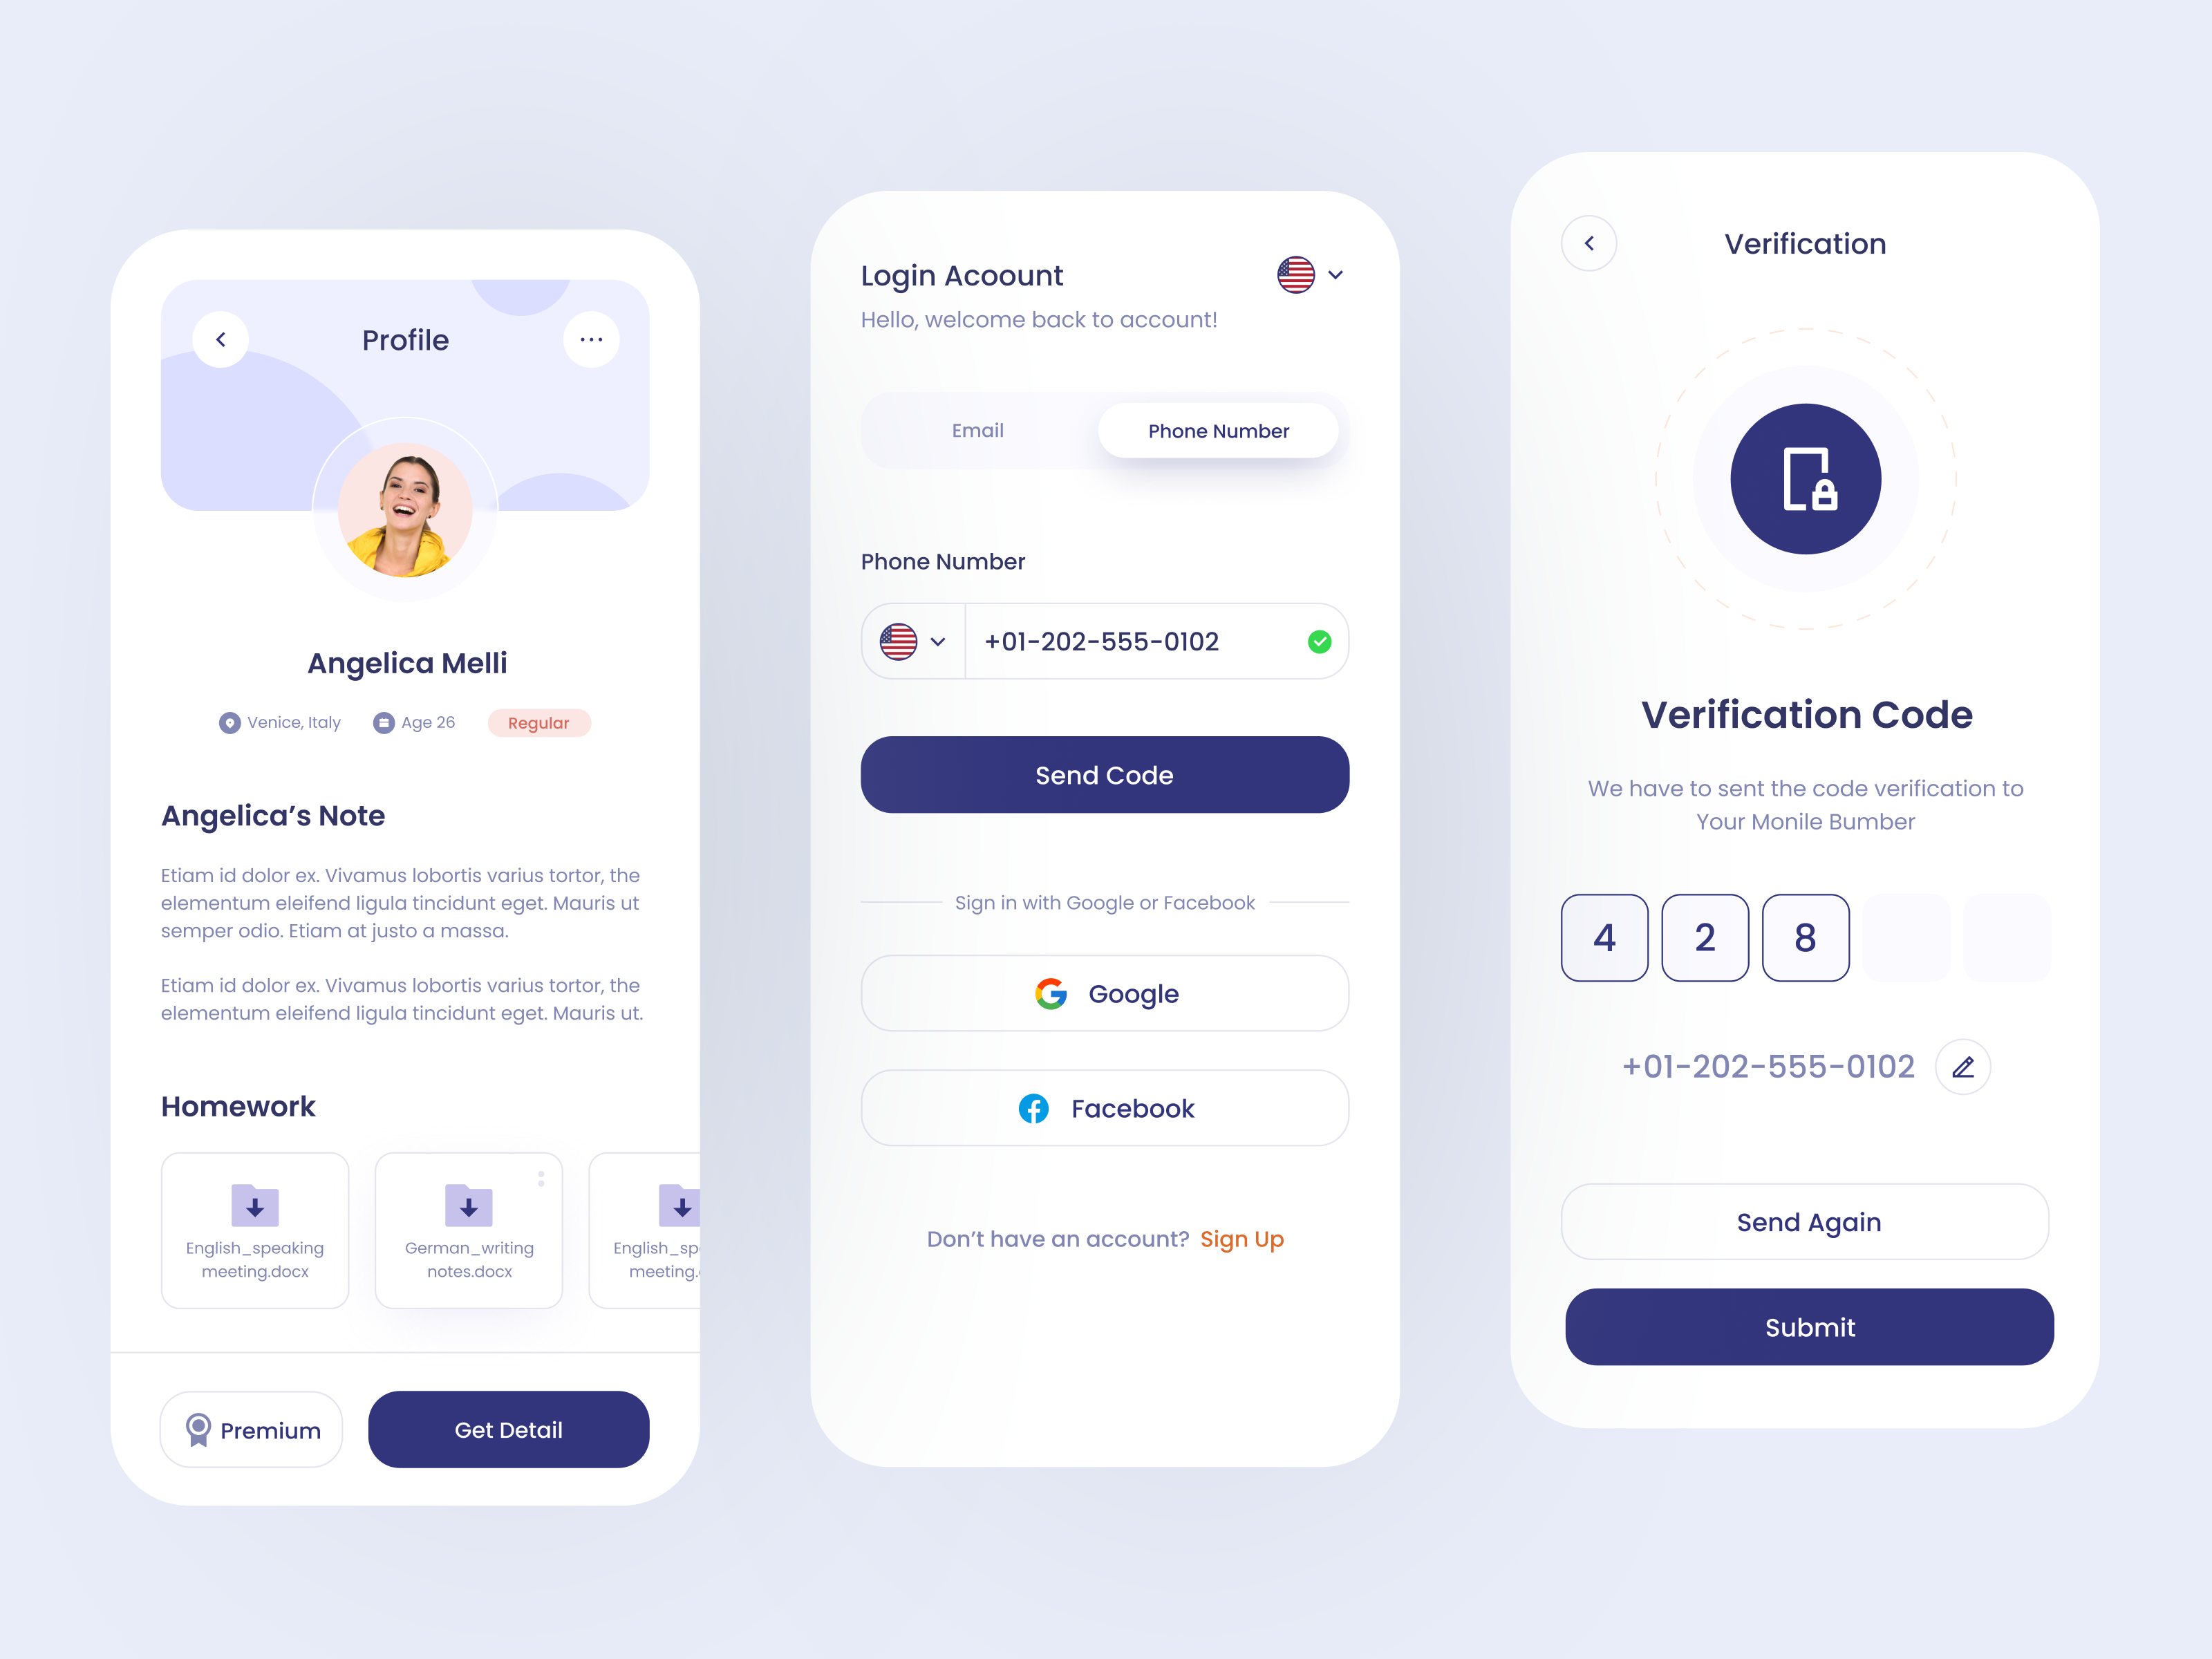 Profile
Angelica Melli
Venice, Italy
Age 26
Regular
Angelica’s Note
Etiam id dolor ex. Vivamus lobortis varius tortor, the
elementum eleifend ligula tincidunt eget. Mauris ut
semper odio. Etiam at justo a massa.
Etiam id dolor ex. Vivamus lobortis varius tortor, the
elementum eleifend ligula tincidunt eget. Mauris ut.
Homework
English_speaking
meeting.docx
German_writing
notes.docx
English_sp
meeting.
Premium
Get Detail
Login Acoount
Hello, welcome back to account!
Email
Phone Number
Phone Number
+01-202-555-0102
Send Code
Sign in with Google or Facebook
Google
Facebook
Don’t have an account? Sign Up
Verification
Verification Code
We have to sent the code verification to
Your Monile Bumber
4 2 8
+01-202-555-0102
Send Again
Submit